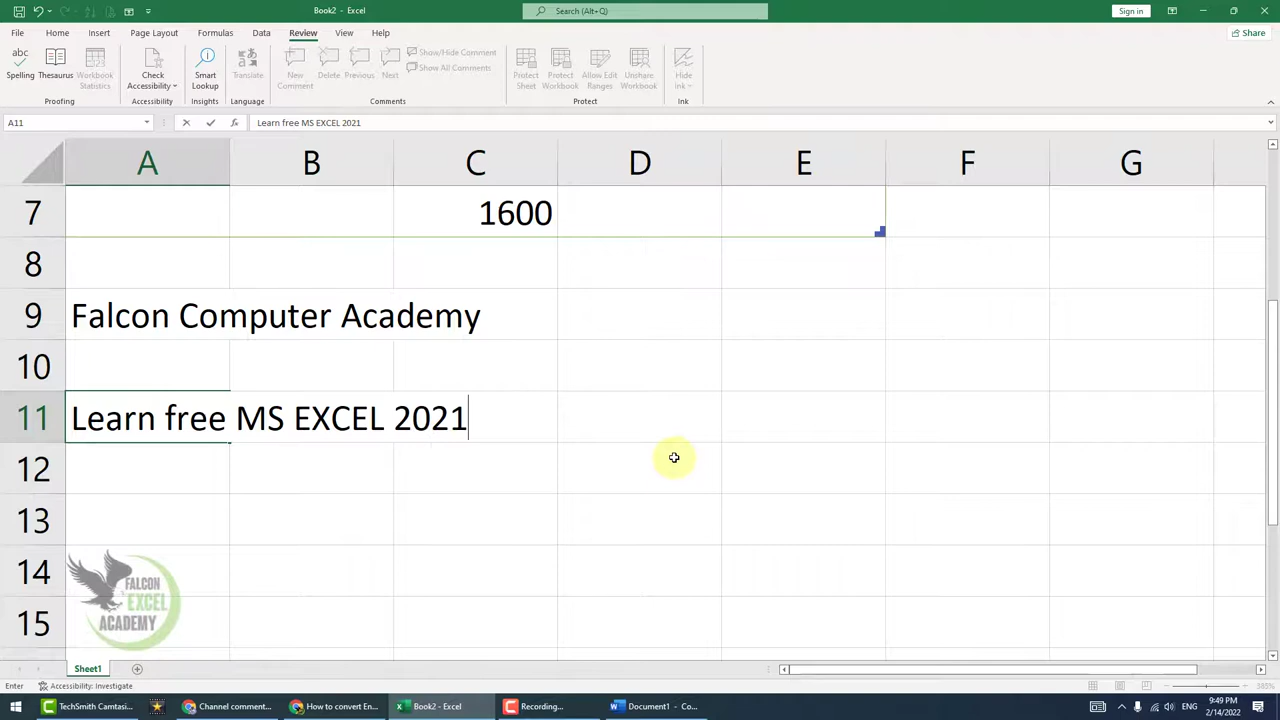 Book2 - Excel
Search (Alt+Q)
Sign in
File Home Insert Page Layout Formulas Data Review View Help
Share
abc
Spelling Thesaurus Workbook Statistics
Check Accessibility
Smart Lookup
Translate
New Comment Delete Previous Next
Show/Hide Comment
Show All Comments
Protect Sheet Protect Workbook Allow Edit Ranges Unshare Workbook
Hide Ink
Proofing Accessibility Insights Language Comments Protect Ink
A11 fx Learn free MS EXCEL 2021
A B C D E F G
7 1600
8
9 Falcon Computer Academy
10
11 Learn free MS EXCEL 2021
12
13
14
15
FALCON
EXCEL
ACADEMY
Sheet1
Enter Accessibility: Investigate 385%
TechSmith Camtasi... Channel comment... How to convert En... Book2 - Excel Recording... Document1 - Co...
9:49 PM
2/14/2022